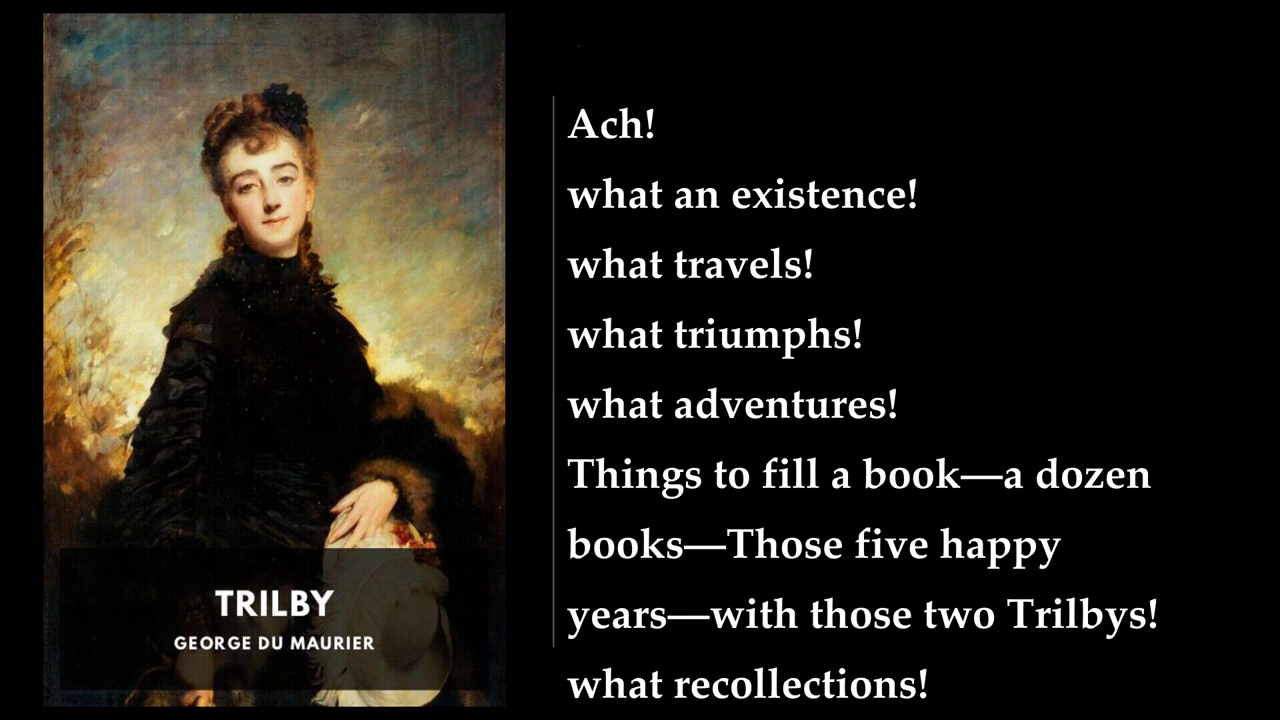 TRILBY
GEORGE DU MAURIER
Ach!
what an existence!
what travels!
what triumphs!
what adventures!
Things to fill a book—a dozen
books—Those five happy
years—with those two Trilbys!
what recollections!